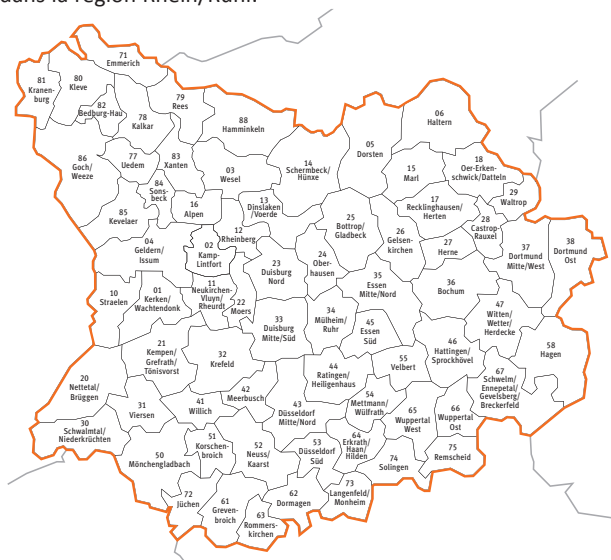 dans la région Rhein/Ruhr.
71
Emmerich
81
Kranen-
burg
80
Kleve
82
Bedburg-Hau
79
Rees
78
Kalkar
88
Hamminkeln
06
Haltern
05
Dorsten
86
Goch/
Weeze
77
Uedem
83
Xanten
03
Wesel
14
Schermbeck/
Hünxe
15
Marl
18
Oer-Erken-
schwick/Datteln
29
Waltrop
84
Sons-
beck
16
Alpen
13
Dinslaken
/Voerde
17
Recklinghausen/
Herten
85
Kevelaer
25
Bottrop/
Gladbeck
28
Castrop-
Rauxel
12
Rheinberg
26
Gelsen-
kirchen
04
Geldern/
Issum
02
Kamp-
Lintfort
27
Herne
37
Dortmund
Mitte/West
38
Dortmund
Ost
23
Duisburg
Nord
24
Ober-
hausen
35
Essen
Mitte/Nord
36
Bochum
10
Straelen
01
Kerken/
Wachtendonk
11
Neukirchen-
Vluyn/
Rheurdt
22
Moers
33
Duisburg
Mitte/Süd
34
Mülheim/
Ruhr
45
Essen
Süd
47
Witten/
Wetter/
Herdecke
21
Kempen/
Grefrath/
Tönisvorst
32
Krefeld
46
Hattingen/
Sprockhövel
58
Hagen
44
Ratingen/
Heiligenhaus
55
Velbert
67
Schwelm/
Ennepetal/
Gevelsberg/
Breckerfeld
20
Nettetal/
Brüggen
42
Meerbusch
54
Mettmann/
Wülfrath
31
Viersen
41
Willich
43
Düsseldorf
Mitte/Nord
65
Wuppertal
West
66
Wuppertal
Ost
30
Schwalmtal/
Niederkrüchten
51
Korschen-
broich
64
Erkrath/
Haan/
Hilden
50
Mönchengladbach
52
Neuss/
Kaarst
53
Düsseldorf
Süd
74
Solingen
75
Remscheid
72
Jüchen
61
Greven-
broich
62
Dormagen
73
Langenfeld/
Monheim
63
Rommers-
kirchen